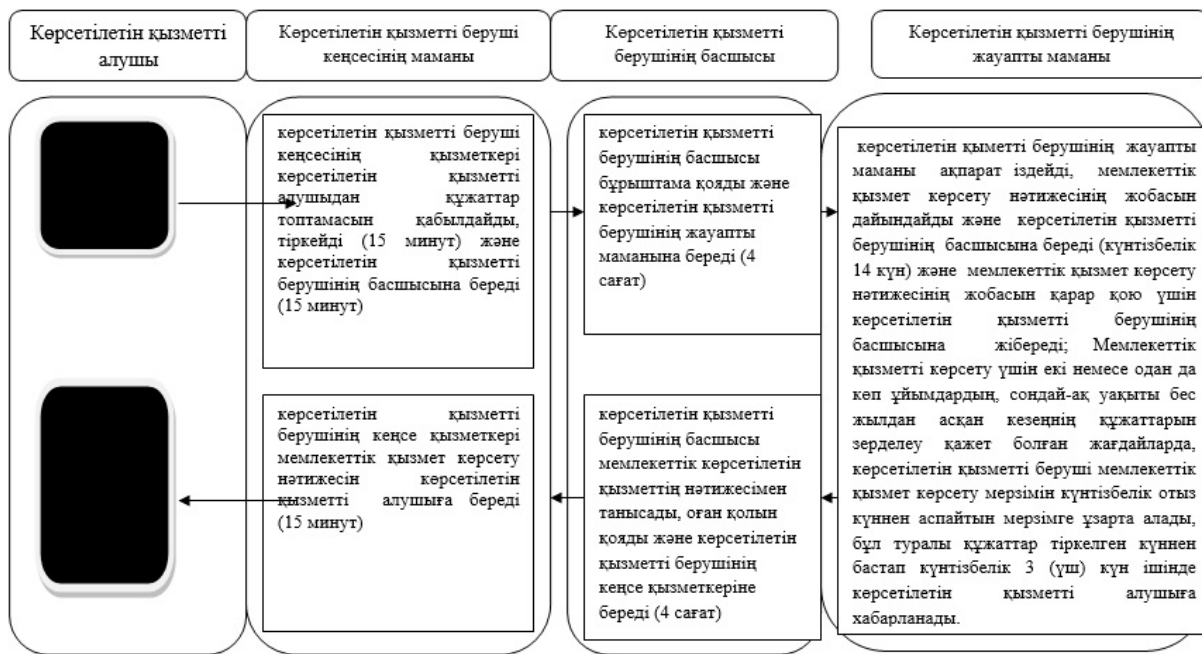 Көрсетілетін қызметті
алушы
Көрсетілетін қызметті беруші
кеңсесінің маманы
Көрсетілетін қызметті
берушінің басшысы
Көрсетілетін қызметті берушінің
жауапты маманы
көрсетілетін қызметті беруші
кеңсесінің қызметкері
көрсетілетін қызметті
алушыдан құжаттар
топтамасын қабылдайды,
тіркейді (15 минут) және
көрсетілетін қызметті
берушінің басшысына береді
(15 минут)
көрсетілетін қызметті
берушінің басшысы
бұрыштама қояды және
көрсетілетін қызметті
берушінің жауапты
маманына береді (4
сағат)
көрсетілетін қыметті берушінің жауапты
маманы ақпарат іздейді, мемлекеттік
қызмет көрсету нәтижесінің жобасын
дайындайды және көрсетілетін қызметті
берушінің басшысына береді (күнтізбелік
14 күн) және мемлекеттік қызмет көрсету
нәтижесінің жобасын қарар қою үшін
көрсетілетін қызметті берушінің
басшысына жібереді; Мемлекеттік
қызметті көрсету үшін екі немесе одан да
көп ұйымдардың, сондай-ақ уақыты бес
жылдан асқан кезеңнің құжаттарын
зерделеу қажет болған жағдайларда,
көрсетілетін қызметті беруші мемлекеттік
қызмет көрсету мерзімін күнтізбелік отыз
күннен аспайтын мерзімге ұзарта алады,
бұл туралы құжаттар тіркелген күннен
бастап күнтізбелік 3 (үш) күн ішінде
көрсетілетін қызметті алушыға
хабарланады.
көрсетілетін қызметті
берушінің кеңсе қызметкері
мемлекеттік қызмет көрсету
нәтижесін көрсетілетін
қызметті алушыға береді
(15 минут)
көрсетілетін қызметті
берушінің басшысы
мемлекеттік көрсетілетін
қызметтің нәтижесімен
танысады, оған қолын
қояды және көрсетілетін
қызметті берушінің
кеңсе қызметкеріне
береді (4 сағат)